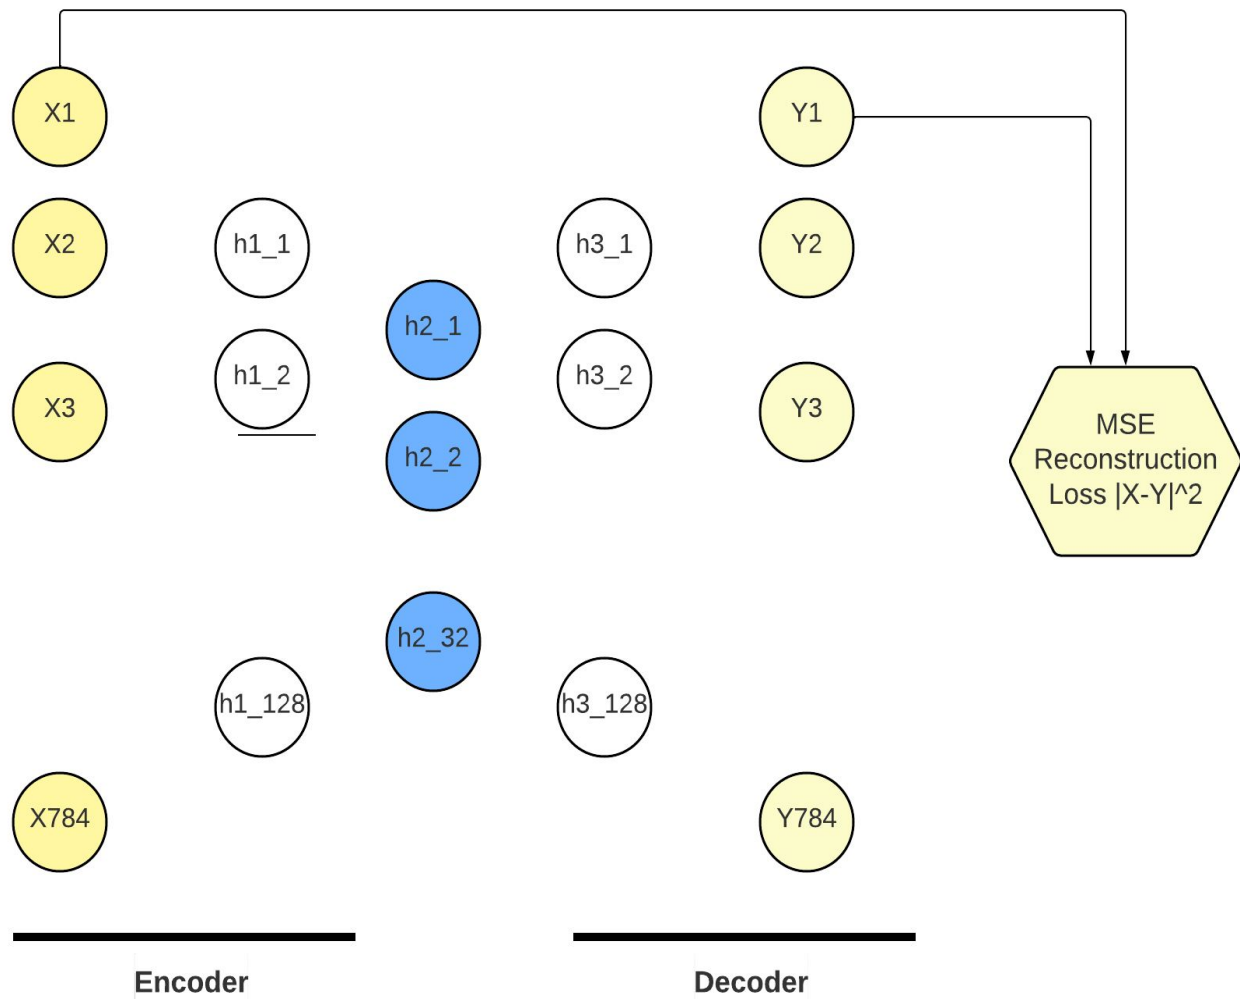 X1
Y1
X2
h1_1
h3_1
Y2
h2_1
X3
h1_2
h3_2
Y3
h2_2
MSE
Reconstruction
Loss |X-Y|^2
h2_32
h1_128
h3_128
X784
Y784
Encoder
Decoder